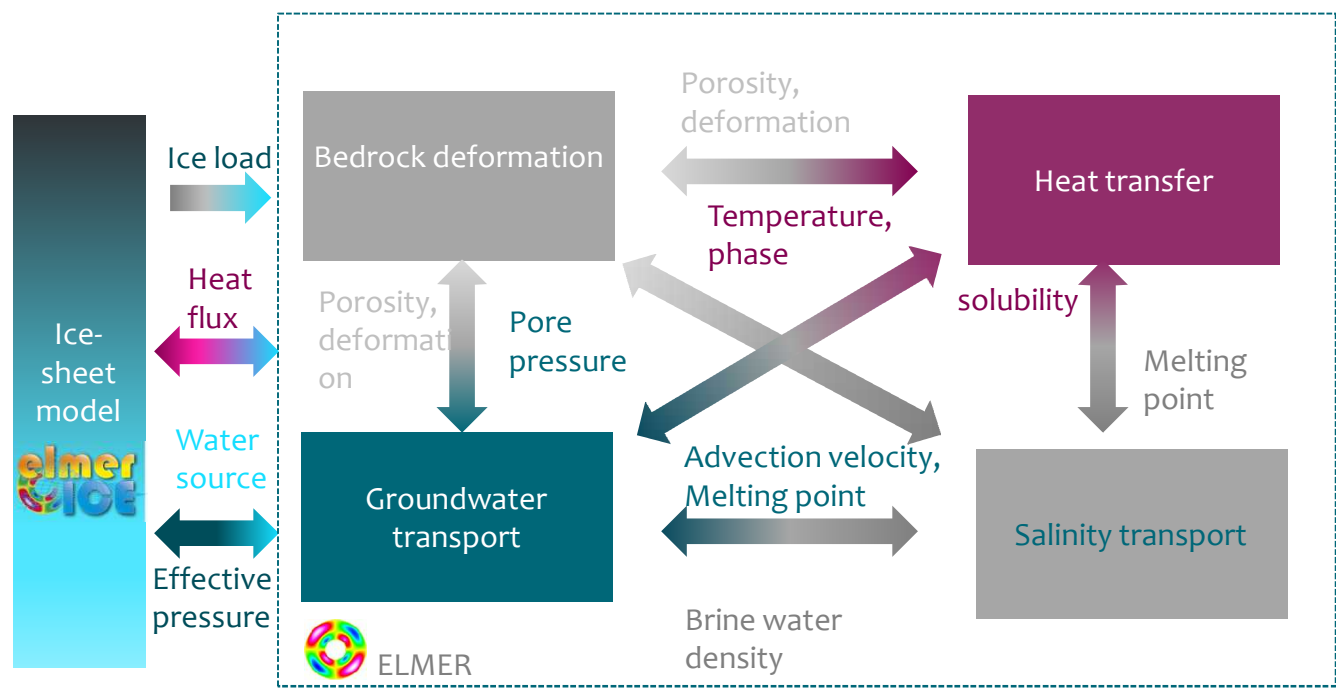 Ice-
sheet
model
elmer
ICE
Ice load
Heat
flux
Water
source
Effective
pressure
Bedrock deformation
Porosity,
deformation
Temperature,
phase
Heat transfer
Porosity,
deformati
on
Pore
pressure
solubility
Melting
point
Groundwater
transport
Advection velocity,
Melting point
Salinity transport
Brine water
density
ELMER